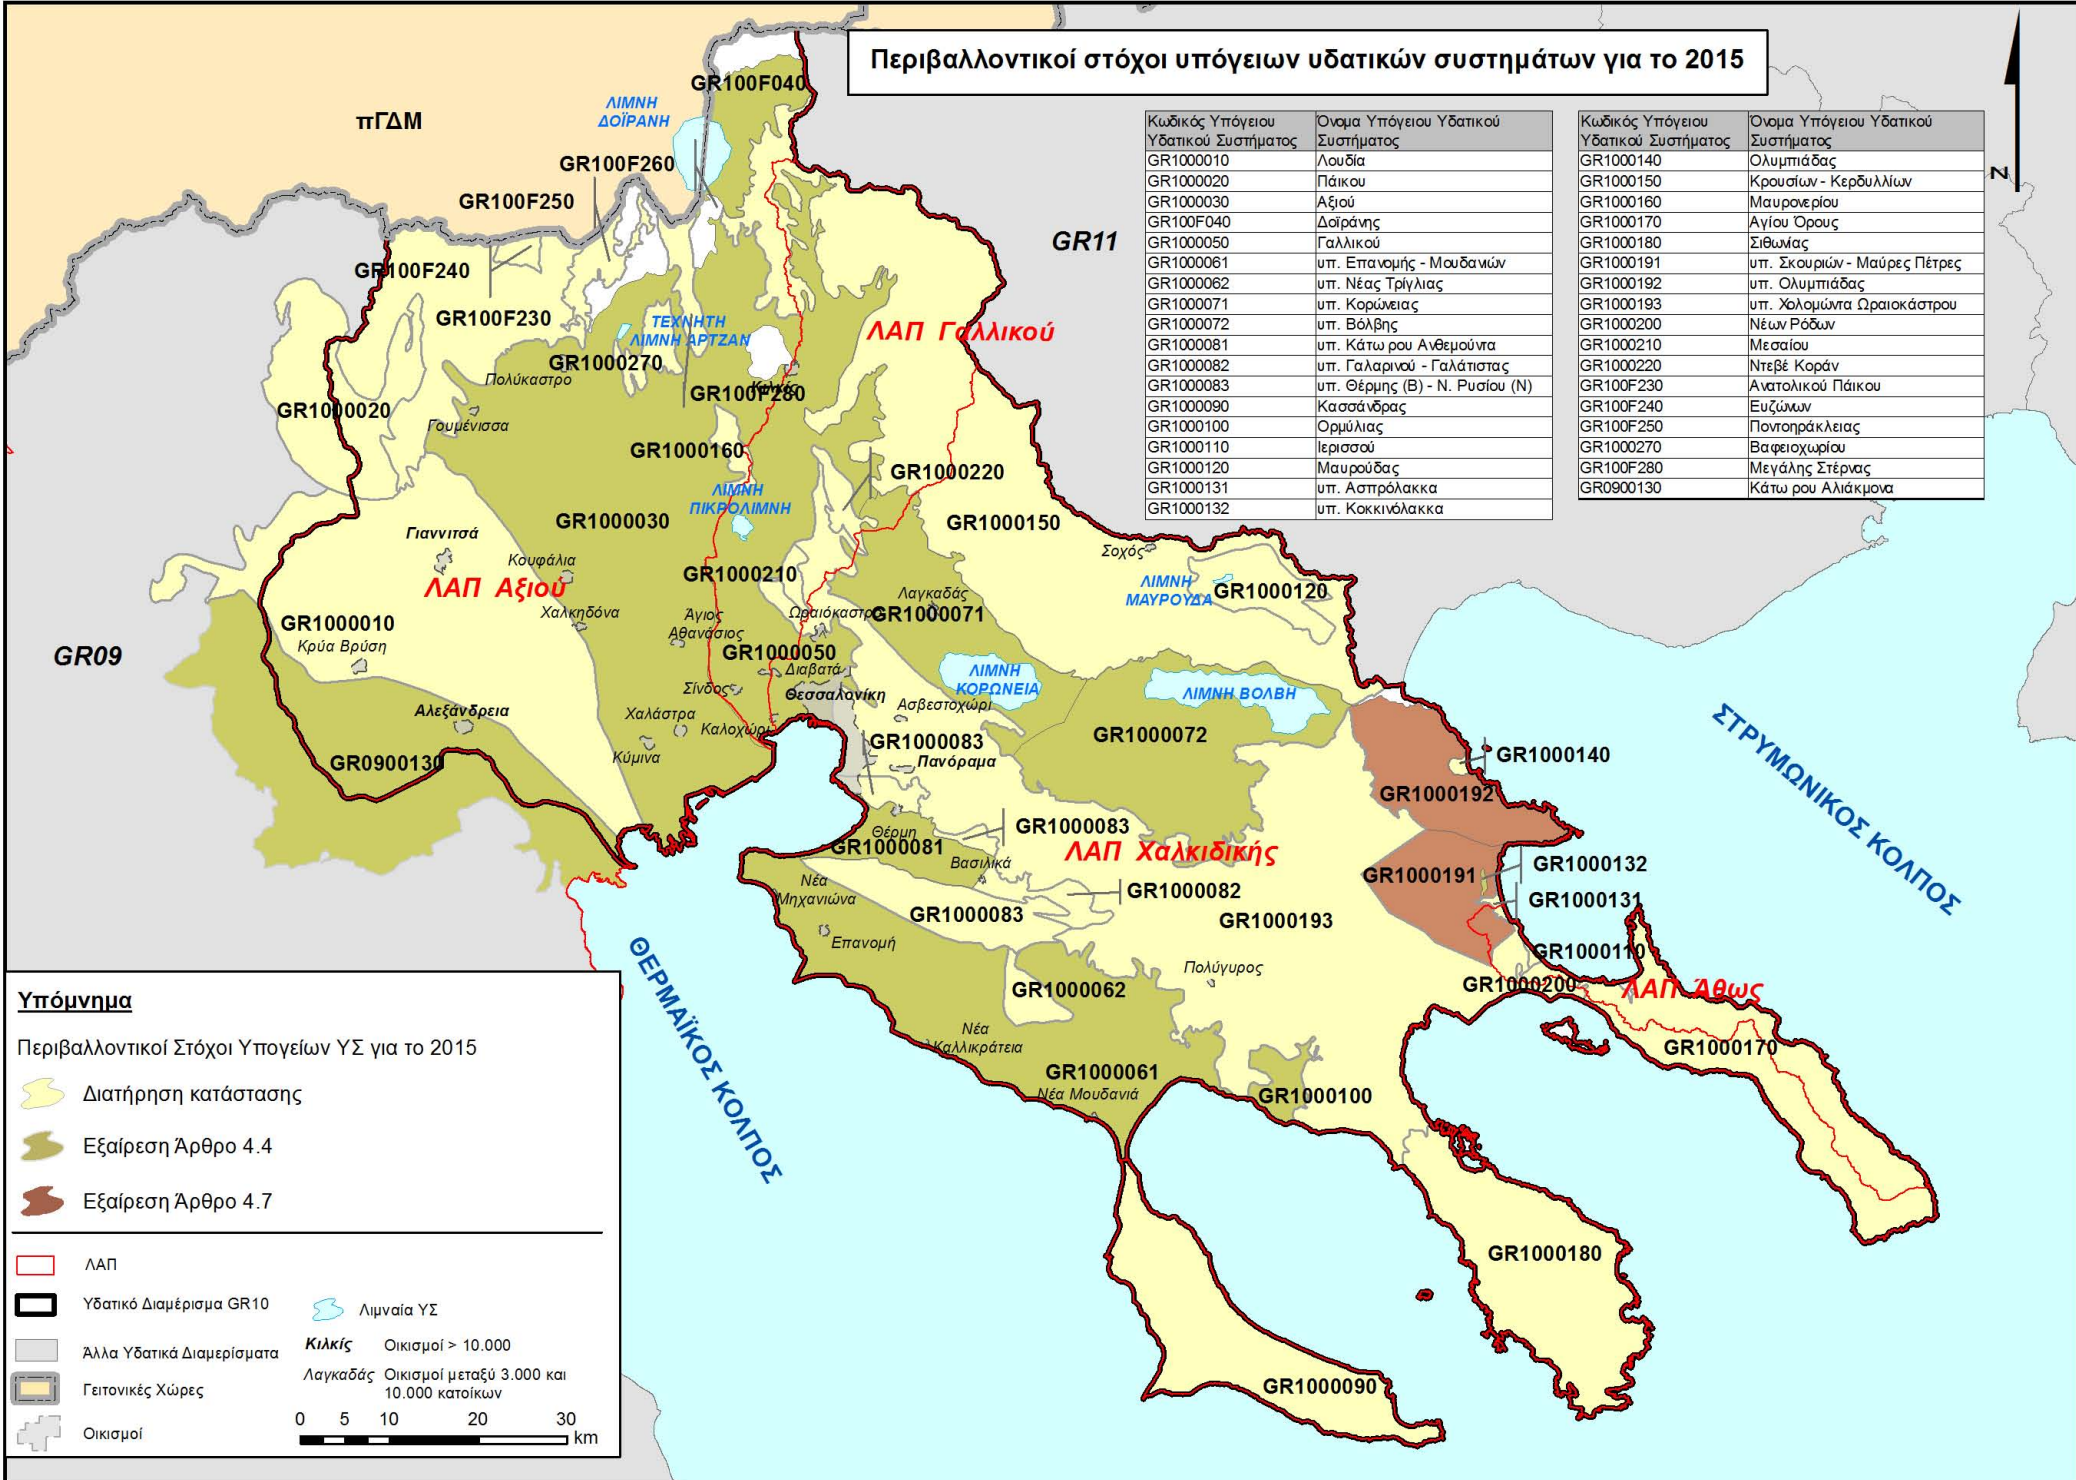 Περιβαλλοντικοί στόχοι υπόγειων υδατικών συστημάτων για το 2015
Κωδικός Υπόγειου Υδατικού Συστήματος Όνομα Υπόγειου Υδατικού Συστήματος
GR1000010 Λουδία
GR1000020 Πάικου
GR1000030 Αξιού
GR100F040 Δοϊράνης
GR1000050 Γαλλικού
GR1000061 υπ. Επανομής - Μουδανιών
GR1000062 υπ. Νέας Τρίγλιας
GR1000071 υπ. Κορώνειας
GR1000072 υπ. Βόλβης
GR1000081 υπ. Κάτω ρου Ανθεμούντα
GR1000082 υπ. Γαλαρινού - Γαλάτιστας
GR1000083 υπ. Θέρμης (Β) - Ν. Ρυσίου (Ν)
GR1000090 Κασσάνδρας
GR1000100 Ορμύλιας
GR1000110 Ιερισσού
GR1000120 Μαυρούδας
GR1000131 υπ. Ασπρόλακκα
GR1000132 υπ. Κοκκινόλακκα
Κωδικός Υπόγειου Υδατικού Συστήματος Όνομα Υπόγειου Υδατικού Συστήματος
GR1000140 Ολυμπιάδας
GR1000150 Κρουσίων - Κερδυλλίων
GR1000160 Μαυρονερίου
GR1000170 Αγίου Όρους
GR1000180 Σιθωνίας
GR1000191 υπ. Σκουριών - Μαύρες Πέτρες
GR1000192 υπ. Ολυμπιάδας
GR1000193 υπ. Χολομώντα Ωραιοκάστρου
GR1000200 Νέων Ρόδων
GR1000210 Μεσαίου
GR1000220 Ντεβέ Κοράν
GR100F230 Ανατολικού Πάικου
GR100F240 Ευζώνων
GR100F250 Ποντοηράκλειας
GR1000270 Βαφειοχωρίου
GR100F280 Μεγάλης Στέρνας
GR0900130 Κάτω ρου Αλιάκμονα
N
πΓΔΜ
GR100F040
ΛΙΜΝΗ
ΔΟΪΡΑΝΗ
GR100F260
GR100F250
GR11
GR100F240
GR100F230
ΤΕΧΝΗΤΗ
ΛΙΜΝΗ ΑΡΤΖΑΝ
ΛΑΠ Γαλλικού
GR1000270
Πολύκαστρο
Κιλκίς
GR100F280
GR1000020
Γουμένισσα
GR1000160
GR1000220
ΛΙΜΝΗ
ΠΙΚΡΟΛΙΜΝΗ
GR1000030
GR1000150
Γιαννιτσά
Κουφάλια
Σοχός
GR1000210
ΛΙΜΝΗ
ΜΑΥΡΟΥΔΑ
GR1000120
ΛΑΠ Αξιού
Λαγκαδάς
Χαλκηδόνα
Άγιος
Αθανάσιος
Ωραιόκαστρο
GR1000071
GR1000010
Κρύα Βρύση
GR09
GR1000050
Διαβατά
ΛΙΜΝΗ
ΚΟΡΩΝΕΙΑ
ΛΙΜΝΗ ΒΟΛΒΗ
Σίνδος
Θεσσαλονίκη
Ασβεστοχώρι
Αλεξάνδρεια
Χαλάστρα
Καλοχώρι
GR1000083
GR1000072
Πανόραμα
Κύμινα
GR0900130
GR1000140
GR1000192
ΣΤΡΥΜΩΝΙΚΟΣ ΚΟΛΠΟΣ
Θέρμη
GR1000083
GR1000081
Βασιλικά
ΛΑΠ Χαλκιδικής
GR1000132
GR1000191
Νέα
Μηχανιώνα
GR1000082
GR1000131
GR1000083
GR1000193
Επανομή
GR1000110
Πολύγυρος
GR1000200
GR1000062
ΛΑΠ Άθως
Νέα
Καλλικράτεια
GR1000170
GR1000061
Νέα Μουδανιά
GR1000100
ΘΕΡΜΑΪΚΟΣ ΚΟΛΠΟΣ
GR1000180
GR1000090
Υπόμνημα
Περιβαλλοντικοί Στόχοι Υπογείων ΥΣ για το 2015
Διατήρηση κατάστασης
Εξαίρεση Άρθρο 4.4
Εξαίρεση Άρθρο 4.7
ΛΑΠ
Υδατικό Διαμέρισμα GR10
Λιμναία ΥΣ
Άλλα Υδατικά Διαμερίσματα
Κιλκίς Οικισμοί > 10.000
Γειτονικές Χώρες
Λαγκαδάς Οικισμοί μεταξύ 3.000 και
10.000 κατοίκων
Οικισμοί
0 5 10 20 30
km